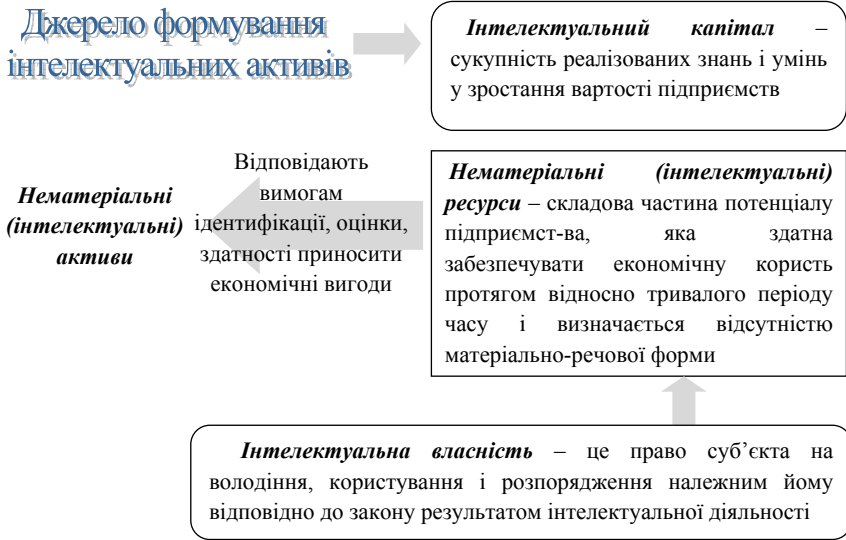 Джерело формування
інтелектуальних активів
Інтелектуальний капітал –
сукупність реалізованих знань і умінь
у зростання вартості підприємств
Нематеріальні
(інтелектуальні)
активи
Відповідають
вимогам
ідентифікації, оцінки,
здатності приносити
економічні вигоди
Нематеріальні (інтелектуальні)
ресурси – складова частина потенціалу
підприємст-ва, яка здатна
забезпечувати економічну користь
протягом відносно тривалого періоду
часу і визначається відсутністю
матеріально-речової форми
Інтелектуальна власність – це право суб’єкта на
володіння, користування і розпорядження належним йому
відповідно до закону результатом інтелектуальної діяльності